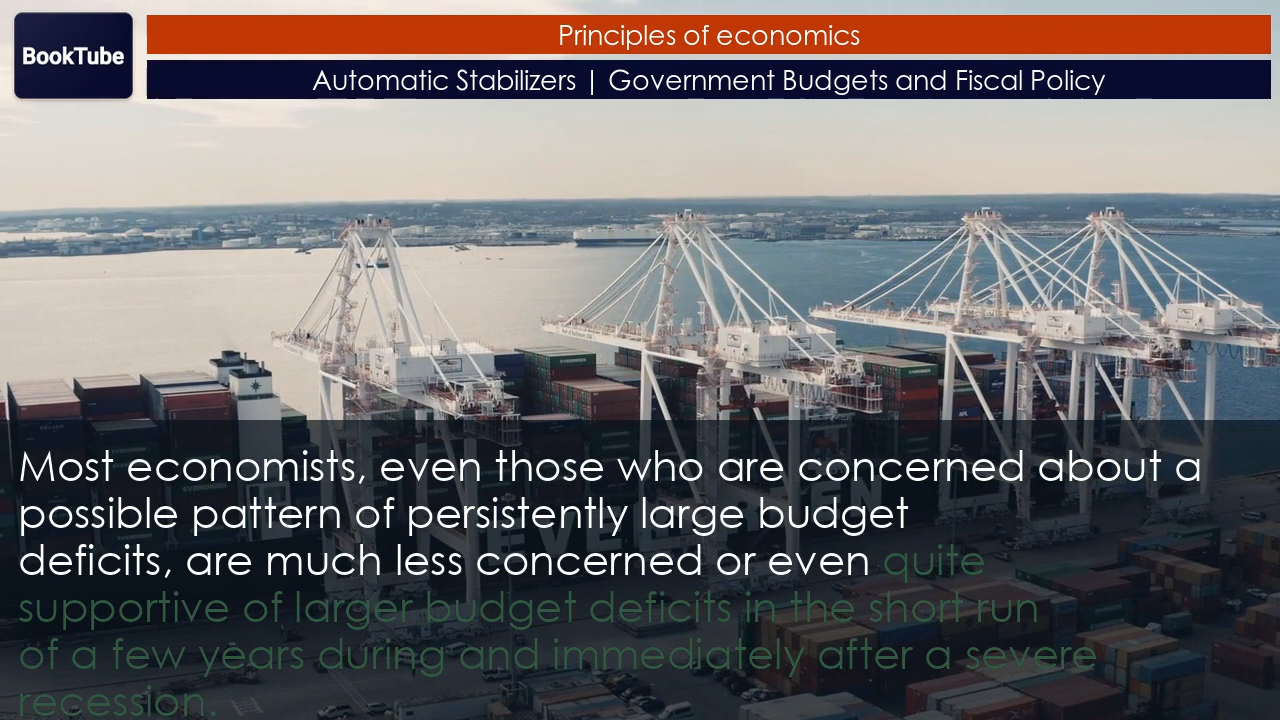 BookTube
Principles of economics
Automatic Stabilizers | Government Budgets and Fiscal Policy
Most economists, even those who are concerned about a
possible pattern of persistently large budget
deficits, are much less concerned or even quite
supportive of larger budget deficits in the short run
of a few years during and immediately after a severe
recession.